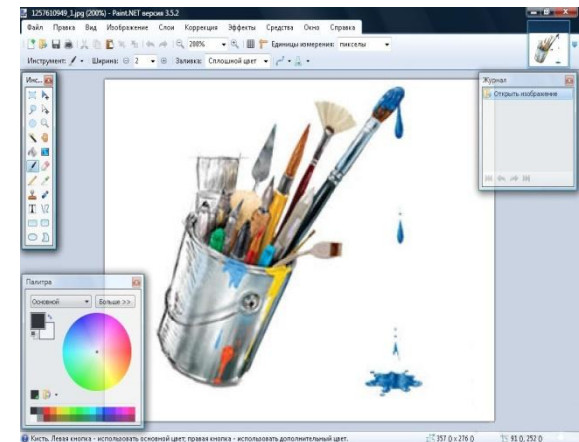 1257610949_1.jpg (200%) - Paint.NET версия 3.5.2
Файл Правка Вид Изображение Слои Коррекция Эффекты Средства Окно Справка
200% Единицы измерения: пикселы
Инструмент: Ширина: 2 Заливка: Сплошной цвет
Инс...
Журнал
Открыть изображение
Палитра
Основной Больше >>
Кисть. Левая кнопка - использовать основной цвет; правая кнопка - использовать дополнительный цвет. 357.0 x 276.0 91.0, 252.0